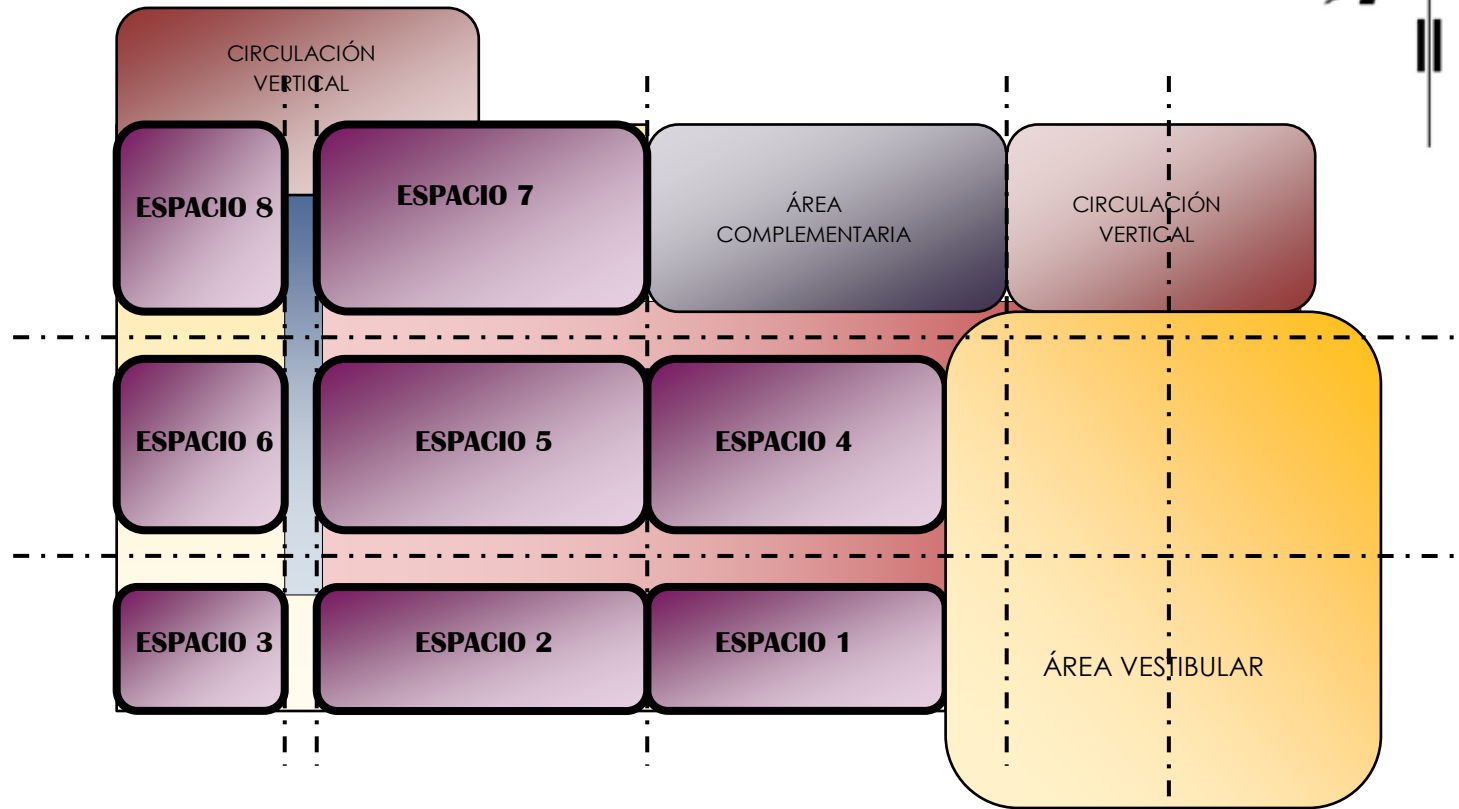 CIRCULACIÓN
VERTICAL
ESPACIO 8
ESPACIO 7
ÁREA
COMPLEMENTARIA
CIRCULACIÓN
VERTICAL
ESPACIO 6
ESPACIO 5
ESPACIO 4
ESPACIO 3
ESPACIO 2
ESPACIO 1
ÁREA VESTIBULAR